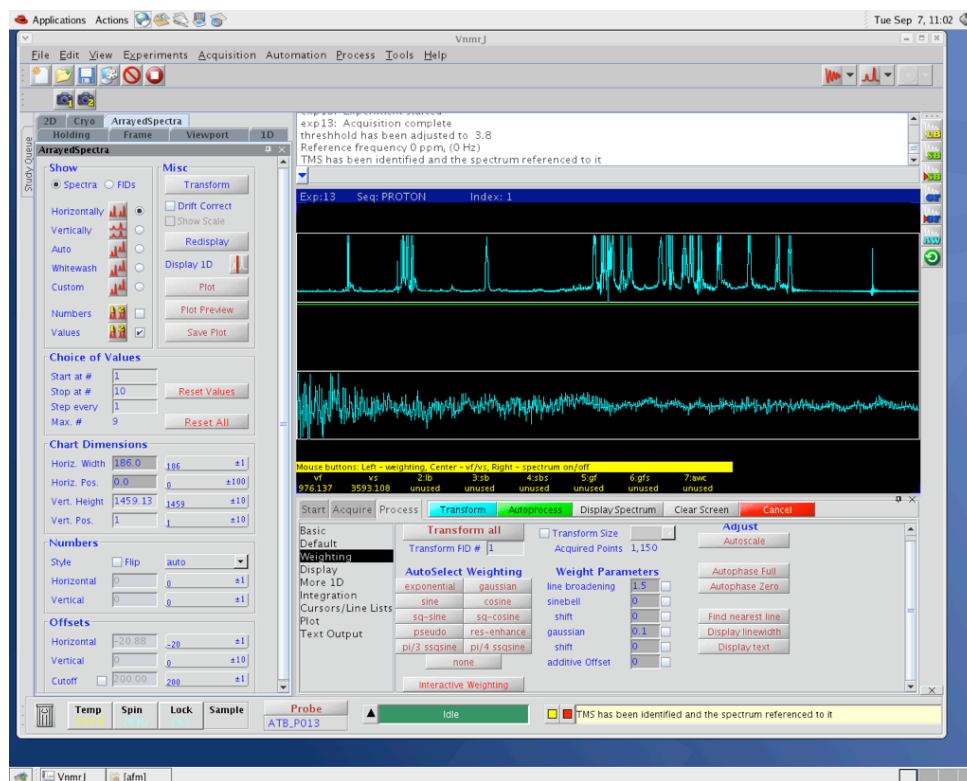 Applications Actions
Tue Sep 7, 11:02
VnmrJ
File Edit View Experiments Acquisition Automation Process Tools Help
Study Queue
2D Cryo ArrayedSpectra
Holding Frame Viewport 1D
ArrayedSpectra
Show
Spectra FIDs
Horizontally
Vertically
Auto
Whitewash
Custom
Numbers
Values
Misc
Transform
Drift Correct
Show Scale
Redisplay
Display 1D
Plot
Plot Preview
Save Plot
Choice of Values
Start at # 1
Stop at # 10 Reset Values
Step every 1
Max. # 9 Reset All
Chart Dimensions
Horiz. Width 186.0 186 ±1
Horiz. Pos. 0.0 0 ±100
Vert. Height 1459.13 1459 ±10
Vert. Pos. 1 1 ±10
Numbers
Style Flip auto
Horizontal 0 0 ±1
Vertical 0 0 ±1
Offsets
Horizontal -20.88 -20 ±1
Vertical 0 0 ±10
Cutoff 200.00 200 ±1
exp13: Acquisition complete
threshhold has been adjusted to 3.8
Reference frequency 0 ppm, (0 Hz)
TMS has been identified and the spectrum referenced to it
Exp:13 Seq: PROTON Index: 1
Mouse buttons: Left - weighting, Center - vf/vs, Right - spectrum on/off
vf vs 2:lb 3:sb 4:sbs 5:gf 6:gfs 7:awc
976.137 3593.108 unused unused unused unused unused unused
Start Acquire Process Transform Autoprocess Display Spectrum Clear Screen Cancel
Basic
Default
Weighting
Display
More 1D
Integration
Cursors/Line Lists
Plot
Text Output
Transform all
Transform FID # 1
AutoSelect Weighting
exponential gaussian
sine cosine
sq-sine sq-cosine
pseudo res-enhance
pi/3 ssqsine pi/4 ssqsine
none
Interactive Weighting
Transform Size
Acquired Points 1,150
Weight Parameters
line broadening 1.5
sinebell 0
shift 0
gaussian 0.1
shift 0
additive Offset 0
Adjust
Autoscale
Autophase Full
Autophase Zero
Find nearest line
Display linewidth
Display text
Temp Spin Lock Sample
Probe
ATB_P013
Idle
TMS has been identified and the spectrum referenced to it
VnmrJ [afm]